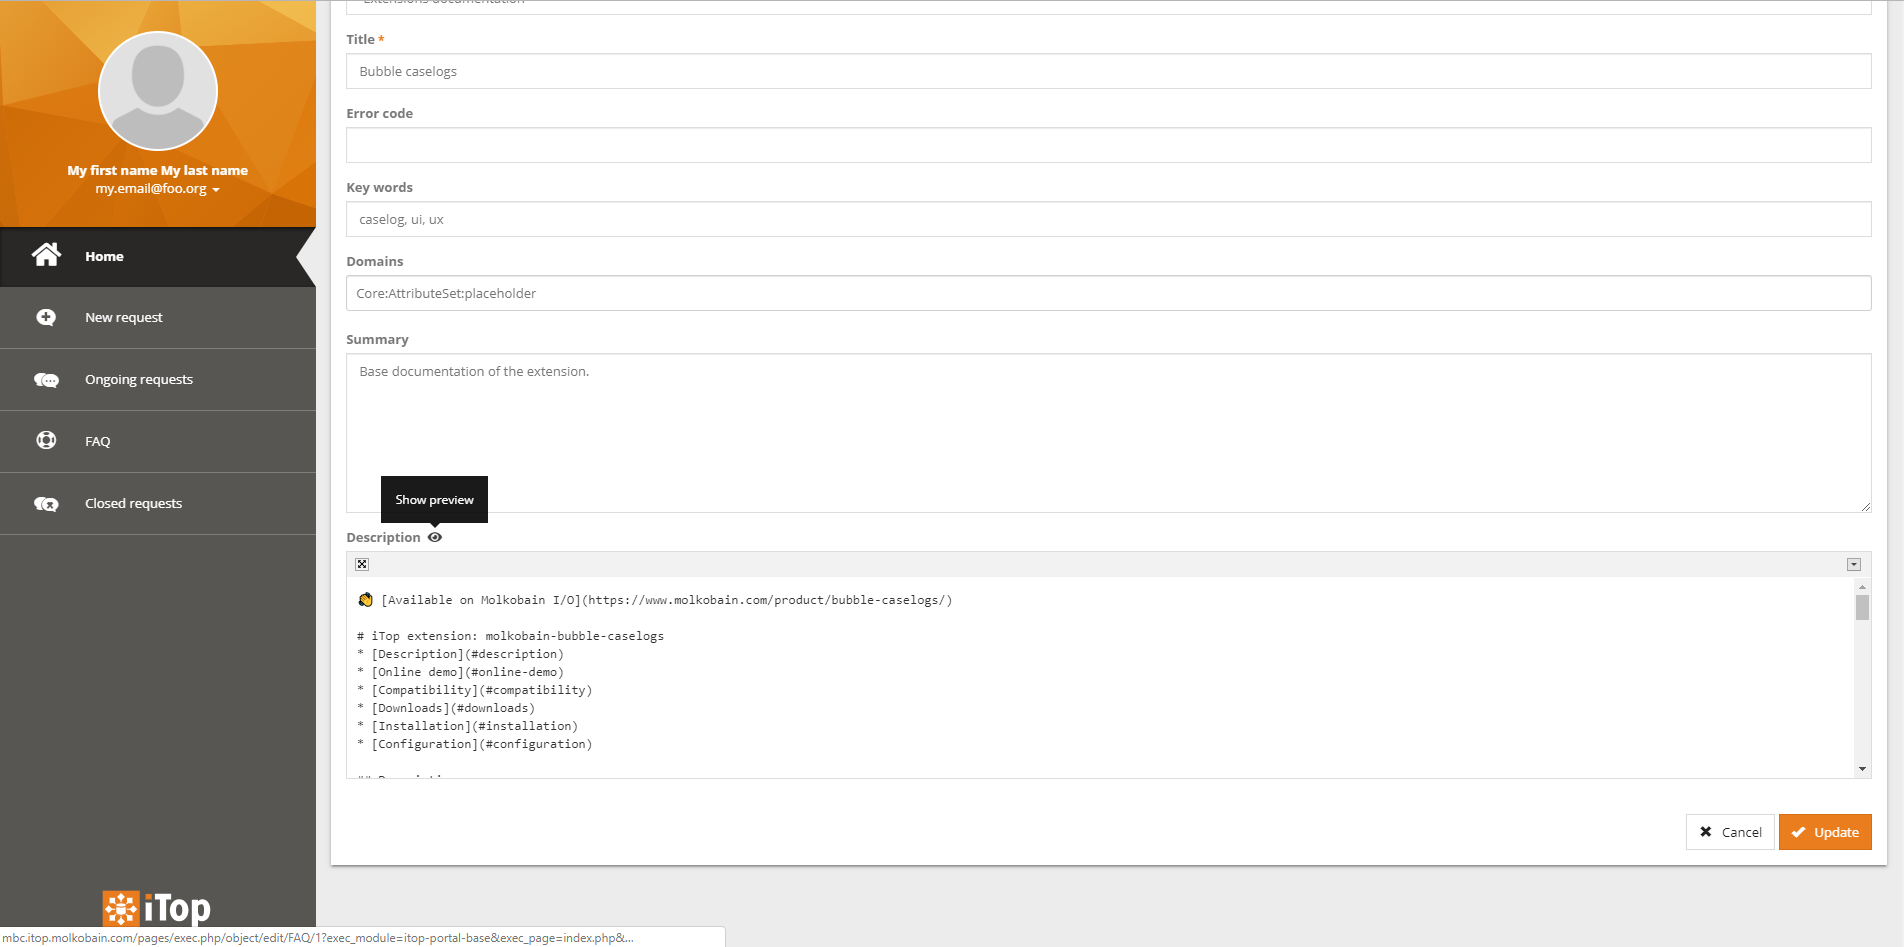 My first name My last name
my.email@foo.org
Home
New request
Ongoing requests
FAQ
Closed requests
iTop
Extensions documentation
Title *
Bubble caselogs
Error code
Key words
caselog, ui, ux
Domains
Core:AttributeSet:placeholder
Summary
Base documentation of the extension.
Show preview
Description
👋 [Available on Molkobain I/O](https://www.molkobain.com/product/bubble-caselogs/)
# iTop extension: molkobain-bubble-caselogs
* [Description](#description)
* [Online demo](#online-demo)
* [Compatibility](#compatibility)
* [Downloads](#downloads)
* [Installation](#installation)
* [Configuration](#configuration)
## Description
Cancel
Update
mbc.itop.molkobain.com/pages/exec.php/object/edit/FAQ/1?exec_module=itop-portal-base&exec_page=index.php&...